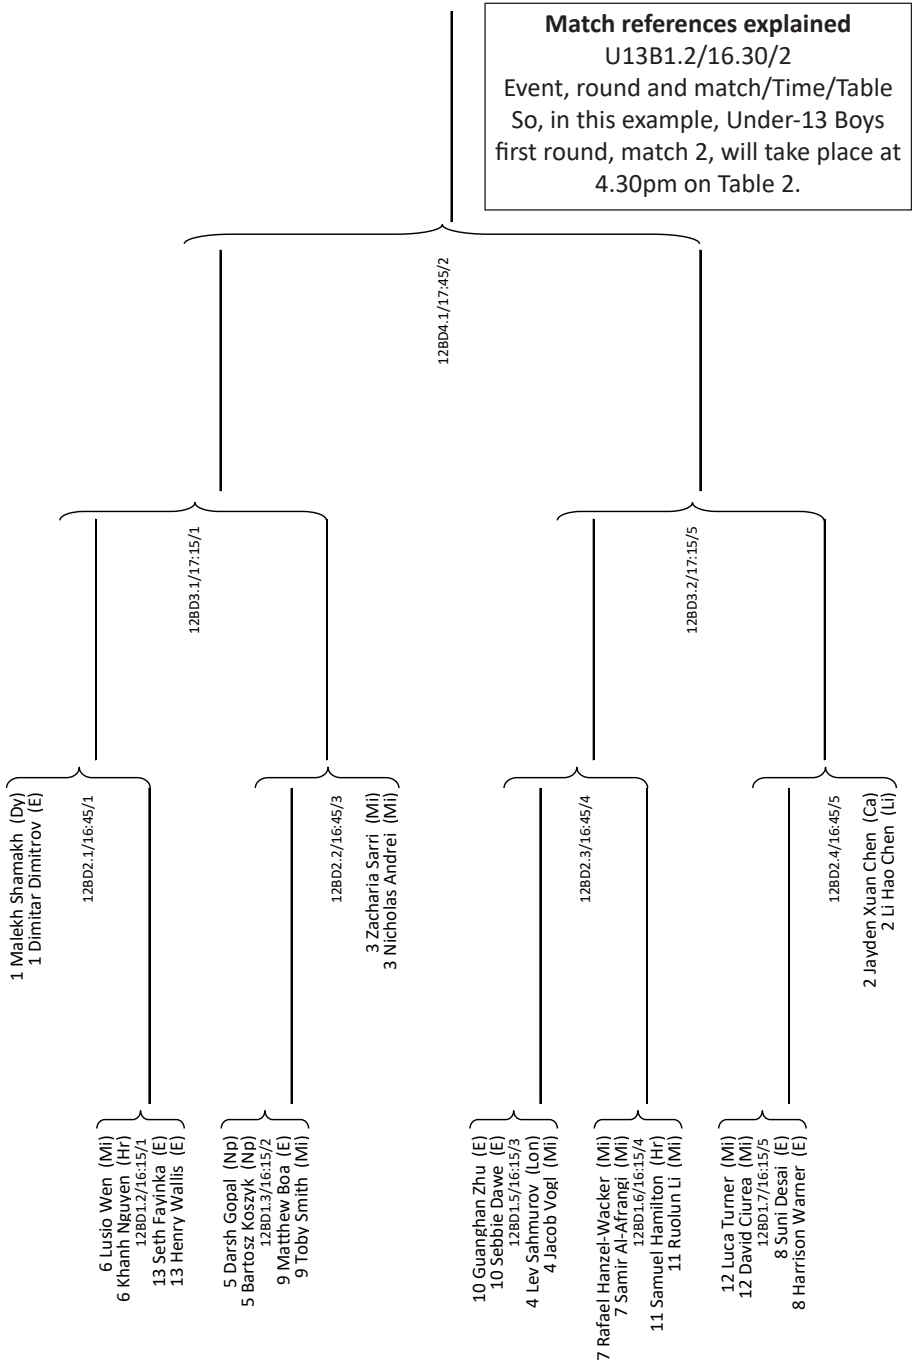 Match references explained
U13B1.2/16.30/2
Event, round and match/Time/Table
So, in this example, Under-13 Boys
first round, match 2, will take place at
4.30pm on Table 2.
12BD4.1/17:45/2
12BD3.1/17:15/1
12BD3.2/17:15/5
1 Malekh Shamakh (Dy)
1 Dimitar Dimitrov (E)
12BD2.1/16:45/1
6 Lusio Wen (Mi)
6 Khanh Nguyen (Hr)
12BD1.2/16:15/1
13 Seth Fayinka (E)
13 Henry Wallis (E)
5 Darsh Gopal (Np)
5 Bartosz Koszyk (Np)
12BD1.3/16:15/2
9 Matthew Boa (E)
9 Toby Smith (Mi)
12BD2.2/16:45/3
3 Zacharia Sarri (Mi)
3 Nicholas Andrei (Mi)
10 Guanghan Zhu (E)
10 Sebbie Dawe (E)
12BD1.5/16:15/3
4 Lev Sahmurov (Lon)
4 Jacob Vogl (Mi)
12BD2.3/16:45/4
7 Rafael Hanzel-Wacker (Mi)
7 Samir Al-Afrangi (Mi)
12BD1.6/16:15/4
11 Samuel Hamilton (Hr)
11 Ruolun Li (Mi)
12 Luca Turner (Mi)
12 David Ciurea (Mi)
12BD1.7/16:15/5
8 Suni Desai (E)
8 Harrison Warner (E)
12BD2.4/16:45/5
2 Jayden Xuan Chen (Ca)
2 Li Hao Chen (Li)